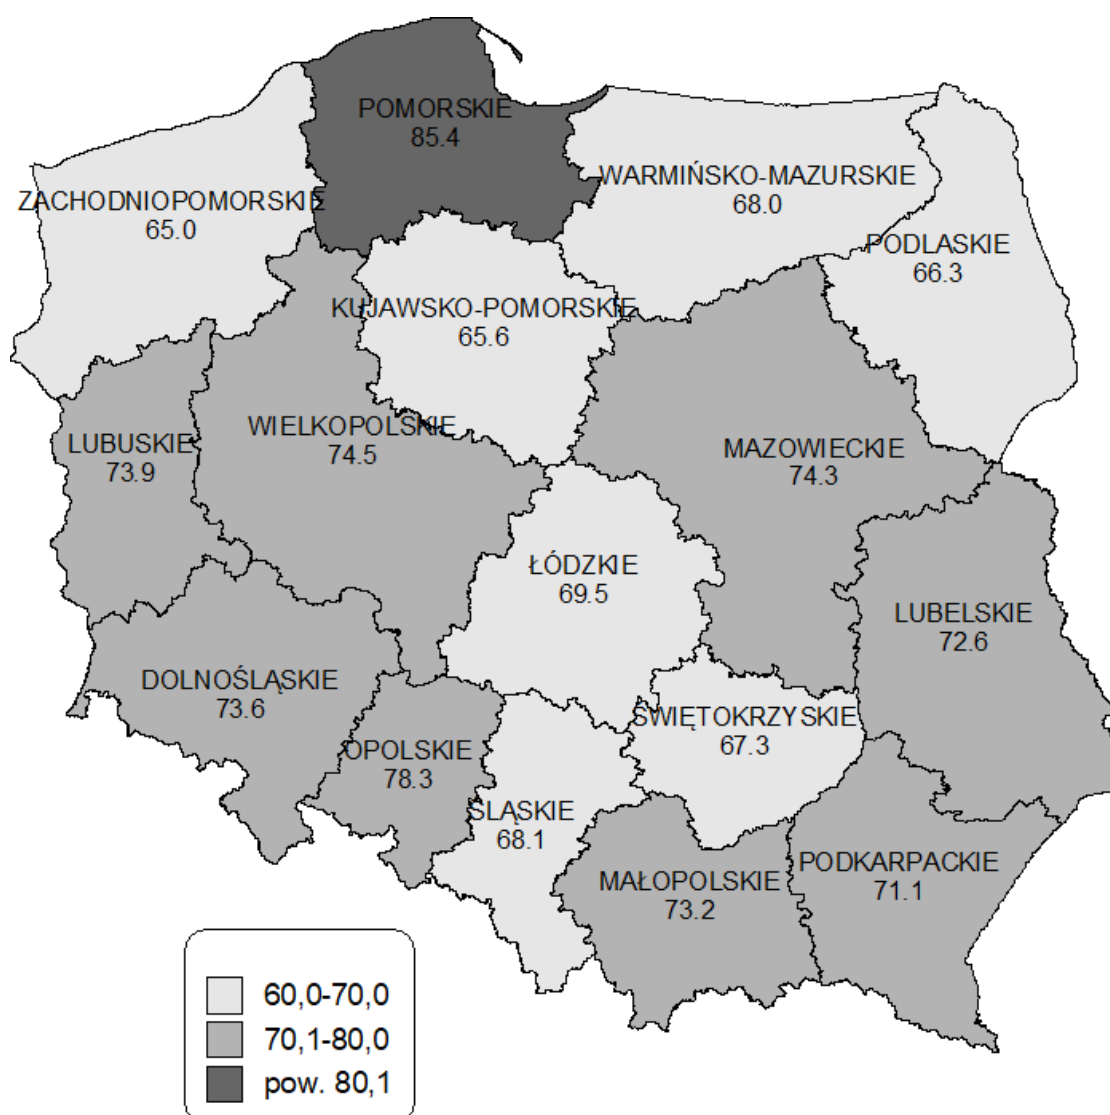 POMORSKIE
85.4
WARMIŃSKO-MAZURSKIE
68.0
ZACHODNIOPOMORSKIE
65.0
PODLASKIE
66.3
KUJAWSKO-POMORSKIE
65.6
WIELKOPOLSKIE
74.5
LUBUSKIE
73.9
MAZOWIECKIE
74.3
ŁÓDZKIE
69.5
LUBELSKIE
72.6
DOLNOŚLĄSKIE
73.6
ŚWIĘTOKRZYSKIE
67.3
OPOLSKIE
78.3
ŚLĄSKIE
68.1
PODKARPACKIE
71.1
MAŁOPOLSKIE
73.2
60,0-70,0
70,1-80,0
pow. 80,1